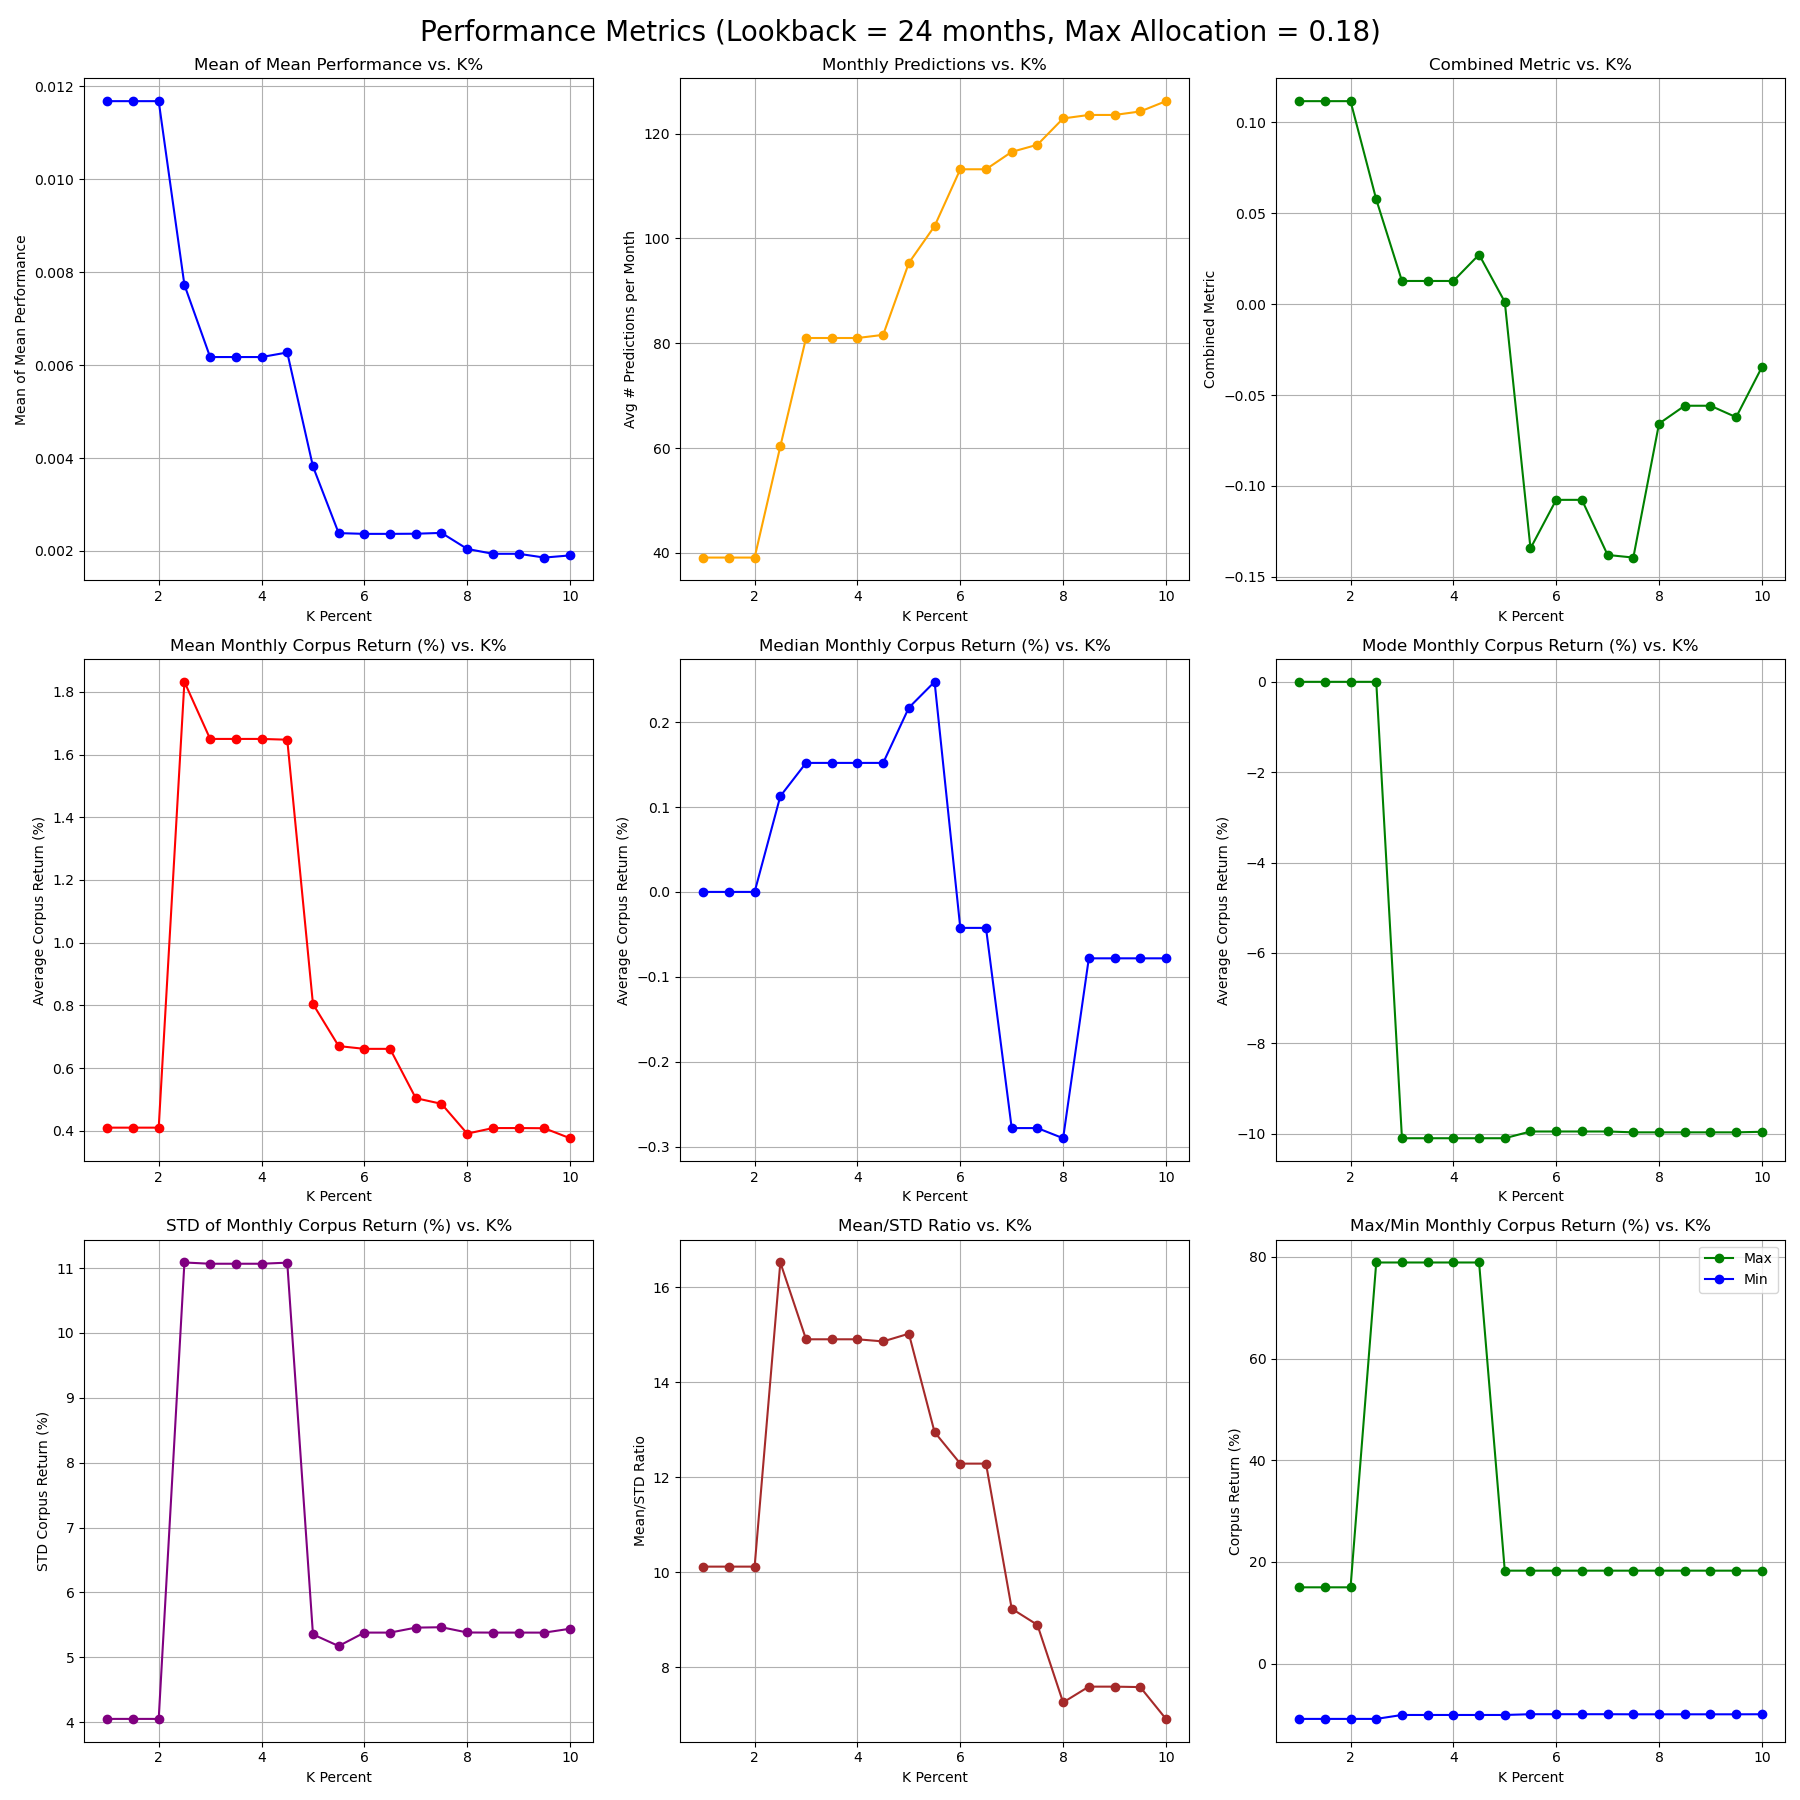 Performance Metrics (Lookback = 24 months, Max Allocation = 0.18)
Mean of Mean Performance vs. K%
0.012
0.010
0.008
0.006
0.004
0.002
Mean of Mean Performance
2 4 6 8 10
K Percent
Monthly Predictions vs. K%
120
100
80
60
40
Avg # Predictions per Month
2 4 6 8 10
K Percent
Combined Metric vs. K%
0.10
0.05
0.00
−0.05
−0.10
−0.15
Combined Metric
2 4 6 8 10
K Percent
Mean Monthly Corpus Return (%) vs. K%
1.8
1.6
1.4
1.2
1.0
0.8
0.6
0.4
Average Corpus Return (%)
2 4 6 8 10
K Percent
Median Monthly Corpus Return (%) vs. K%
0.2
0.1
0.0
−0.1
−0.2
−0.3
Average Corpus Return (%)
2 4 6 8 10
K Percent
Mode Monthly Corpus Return (%) vs. K%
0
−2
−4
−6
−8
−10
Average Corpus Return (%)
2 4 6 8 10
K Percent
STD of Monthly Corpus Return (%) vs. K%
11
10
9
8
7
6
5
4
STD Corpus Return (%)
2 4 6 8 10
K Percent
Mean/STD Ratio vs. K%
16
14
12
10
8
Mean/STD Ratio
2 4 6 8 10
K Percent
Max/Min Monthly Corpus Return (%) vs. K%
Max
Min
80
60
40
20
0
Corpus Return (%)
2 4 6 8 10
K Percent